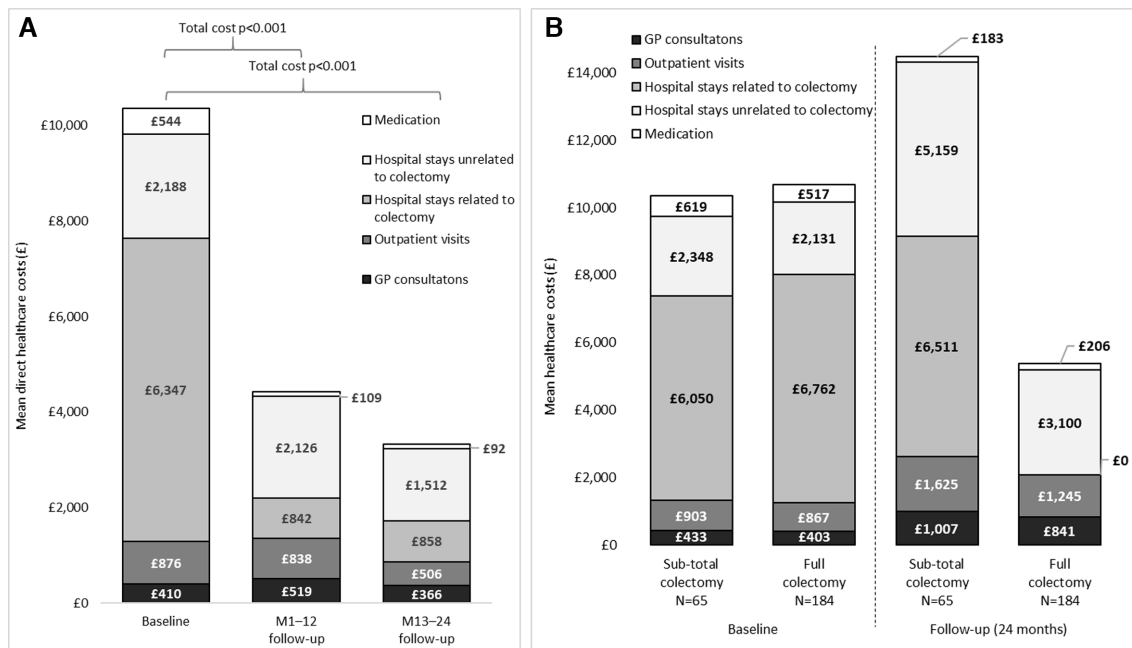 A
Total cost p<0.001
Total cost p<0.001
Mean direct healthcare costs (£)
£10,000
£8,000
£6,000
£4,000
£2,000
£0
Medication
Hospital stays unrelated
to colectomy
Hospital stays related to
colectomy
Outpatient visits
GP consultatons
£544
£2,188
£6,347
£876
£410
£109
£2,126
£842
£838
£519
£92
£1,512
£858
£506
£366
Baseline
M1–12
follow-up
M13–24
follow-up
B
GP consultatons
Outpatient visits
Hospital stays related to colectomy
Hospital stays unrelated to colectomy
Medication
Mean healthcare costs (£)
£14,000
£12,000
£10,000
£8,000
£6,000
£4,000
£2,000
£0
£619
£2,348
£6,050
£903
£433
£517
£2,131
£6,762
£867
£403
£183
£5,159
£6,511
£1,625
£1,007
£206
£3,100
£0
£1,245
£841
Sub-total
colectomy
N=65
Full
colectomy
N=184
Sub-total
colectomy
N=65
Full
colectomy
N=184
Baseline
Follow-up (24 months)